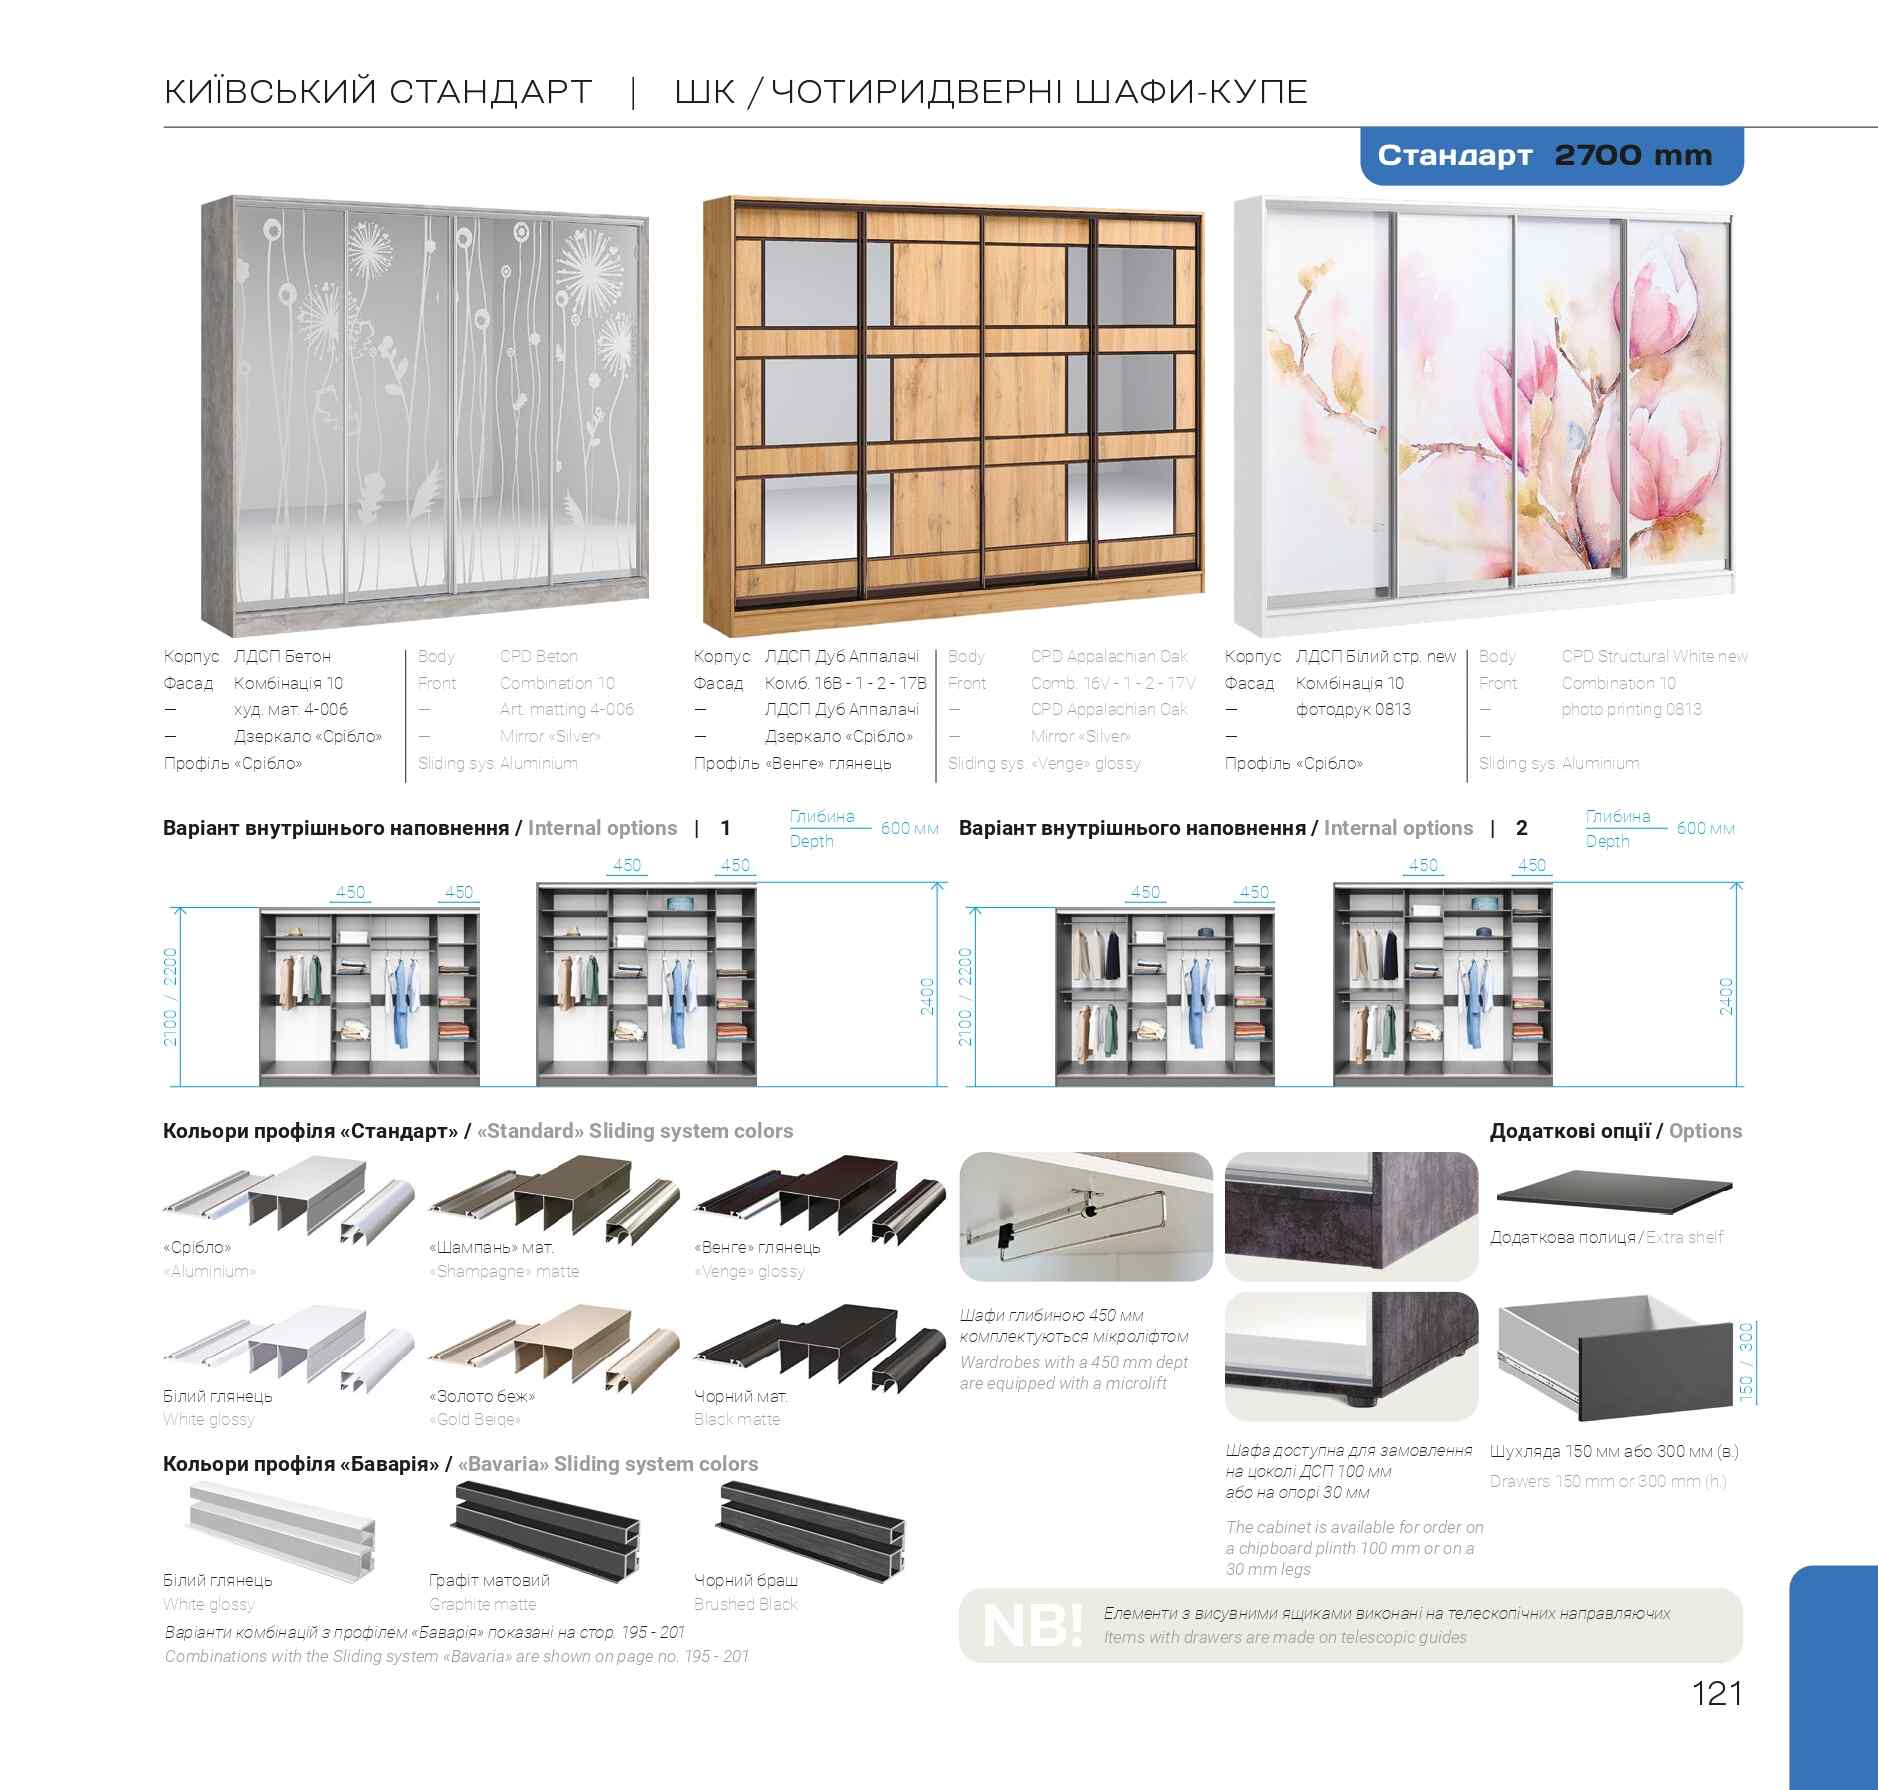 КИЇВСЬКИЙ СТАНДАРТ | ШК / ЧОТИРИДВЕРНІ ШАФИ-КУПЕ
Стандарт 2700 mm
Корпус ЛДСП Бетон
Фасад Комбінація 10
— худ. мат. 4-006
— Дзеркало «Срібло»
Профіль «Срібло»
Body CPD Beton
Front Combination 10
— Art. matting 4-006
— Mirror «Silver»
Sliding sys. Aluminium
Корпус ЛДСП Дуб Аппалачі
Фасад Комб. 16В - 1 - 2 - 17В
— ЛДСП Дуб Аппалачі
— Дзеркало «Срібло»
Профіль «Венге» глянець
Body CPD Appalachian Oak
Front Comb. 16V - 1 - 2 - 17V
— CPD Appalachian Oak
— Mirror «Silver»
Sliding sys. «Venge» glossy
Корпус ЛДСП Білий стр. new
Фасад Комбінація 10
— фотодрук 0813
—
Профіль «Срібло»
Body CPD Structural White new
Front Combination 10
— photo printing 0813
—
Sliding sys. Aluminium
Варіант внутрішнього наповнення / Internal options | 1
Глибина
Depth
600 мм
450 450
450 450
2100 / 2200
2400
Варіант внутрішнього наповнення / Internal options | 2
Глибина
Depth
600 мм
450 450
450 450
2100 / 2200
2400
Кольори профіля «Стандарт» / «Standard» Sliding system colors
«Срібло»
«Aluminium»
«Шампань» мат.
«Shampagne» matte
«Венге» глянець
«Venge» glossy
Білий глянець
White glossy
«Золото беж»
«Gold Beige»
Чорний мат.
Black matte
Кольори профіля «Баварія» / «Bavaria» Sliding system colors
Білий глянець
White glossy
Графіт матовий
Graphite matte
Чорний браш
Brushed Black
Варіанти комбінацій з профілем «Баварія» показані на стор. 195 - 201
Combinations with the Sliding system «Bavaria» are shown on page no. 195 - 201
Шафи глибиною 450 мм
комплектуються мікроліфтом
Wardrobes with a 450 mm dept
are equipped with a microlift
Шафа доступна для замовлення
на цоколі ДСП 100 мм
або на опорі 30 мм
The cabinet is available for order on
a chipboard plinth 100 mm or on a
30 mm legs
Додаткові опції / Options
Додаткова полиця / Extra shelf
150 / 300
Шухляда 150 мм або 300 мм (в.)
Drawers 150 mm or 300 mm (h.)
NB!
Елементи з висувними ящиками виконані на телескопічних направляючих
Items with drawers are made on telescopic guides
121